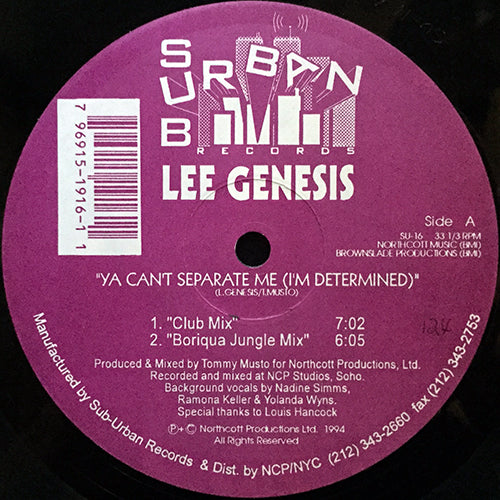 SUB
URBAN
RECORDS
LEE GENESIS
7 96915-1916-1 1
Side A
SU-16 33 1/3 RPM
NORTHCOTT MUSIC (BMI)
BROWNSLADE PRODUCTIONS (BMI)
"YA CAN'T SEPARATE ME (I'M DETERMINED)"
(L.GENESIS/T.MUSTO)
1. "Club Mix" 7:02
2. "Boriqua Jungle Mix" 6:05
124
Produced & Mixed by Tommy Musto for Northcott Productions, Ltd.
Recorded and mixed at NCP Studios, Soho.
Background vocals by Nadine Simms,
Ramona Keller & Yolanda Wyns.
Special thanks to Louis Hancock
Ⓟ+© Northcott Productions Ltd. 1994
All Rights Reserved
Manufactured by Sub-Urban Records & Dist. by NCP/NYC (212) 343-2660 fax (212) 343-2753